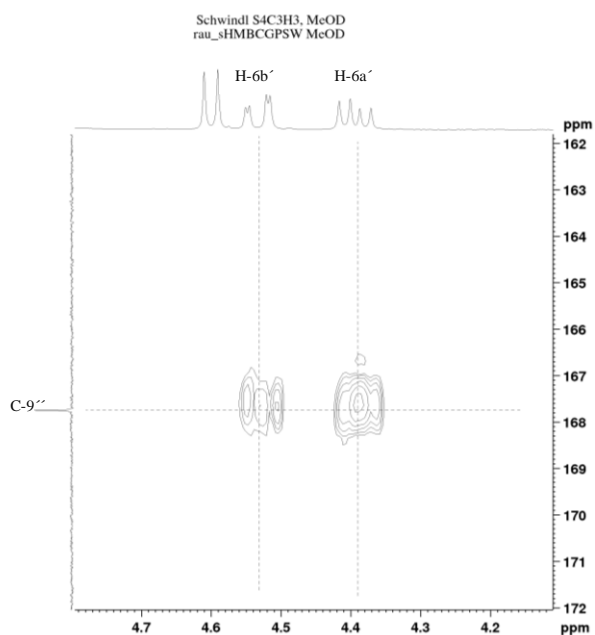 Schwindl S4C3H3, MeOD
rau_sHMBCGPSW MeOD
H-6b´ H-6a´
ppm
162
163
164
165
166
167
C-9´´
168
169
170
171
172
4.7 4.6 4.5 4.4 4.3 4.2 ppm